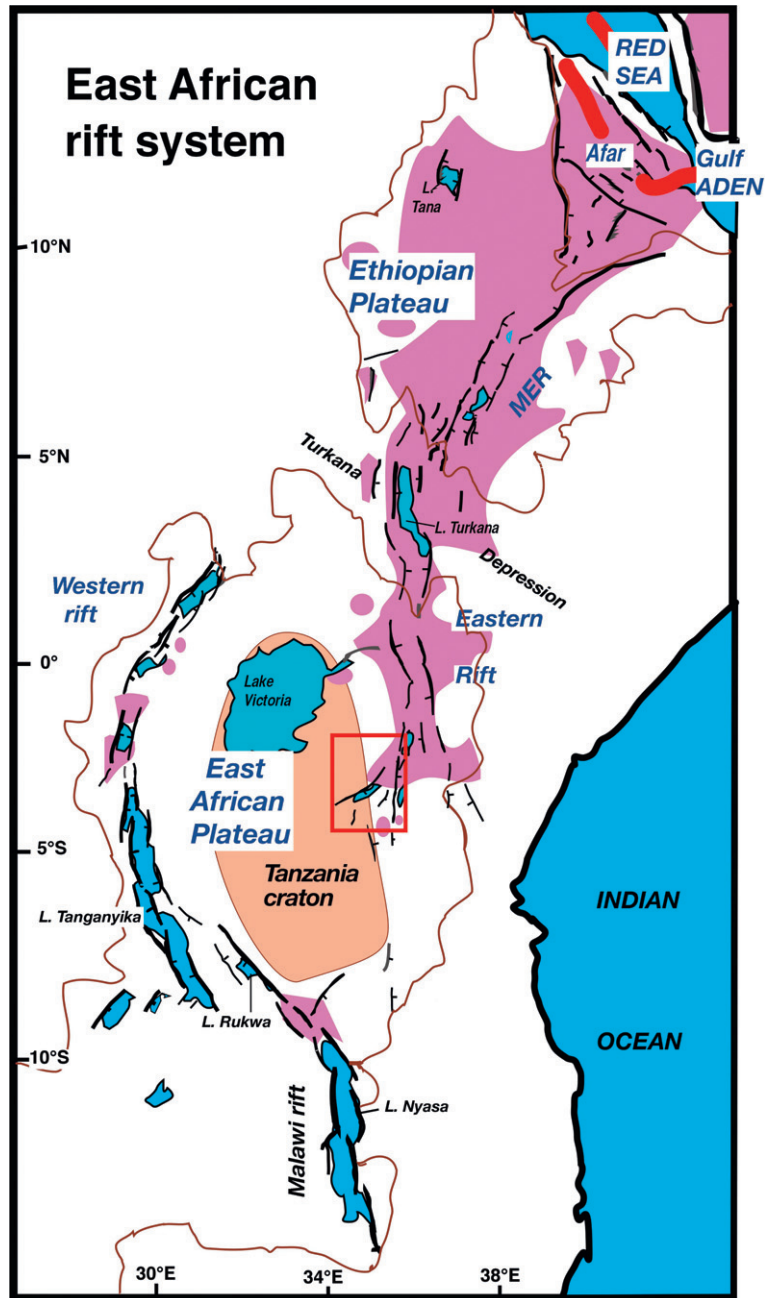 East African
rift system
RED
SEA
Afar
Gulf
ADEN
L.
Tana
10°N
Ethiopian
Plateau
MER
5°N
Turkana
L. Turkana
Depression
Western
rift
Eastern
Rift
0°
Lake
Victoria
East
African
Plateau
5°S
Tanzania
craton
L. Tanganyika
INDIAN
L. Rukwa
OCEAN
10°S
L. Nyasa
Malawi rift
30°E
34°E
38°E